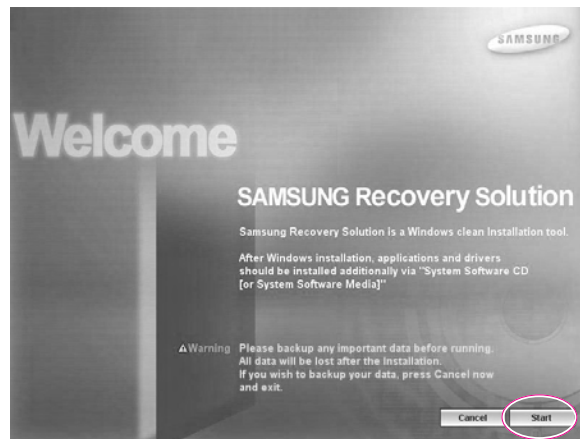 SAMSUNG
Welcome
SAMSUNG Recovery Solution
Samsung Recovery Solution is a Windows clean Installation tool.
After Windows installation, applications and drivers
should be installed additionally via "System Software CD
[or System Software Media]"
Warning Please backup any important data before running.
All data will be lost after the installation.
If you wish to backup your data, press Cancel now
and exit.
Cancel Start